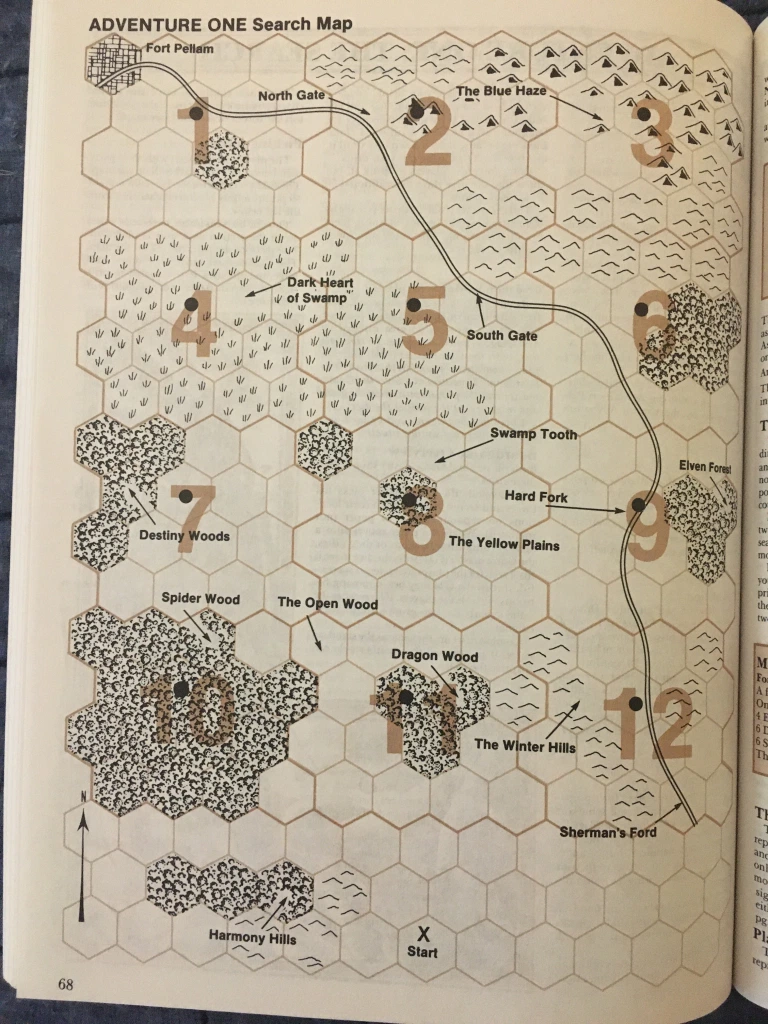 ADVENTURE ONE Search Map
Fort Pellam
North Gate
The Blue Haze
1
2
3
Dark Heart
of Swamp
4
5
6
South Gate
Swamp Tooth
Elven Forest
Hard Fork
7
8
9
Destiny Woods
The Yellow Plains
Spider Wood
The Open Wood
Dragon Wood
10
11
12
The Winter Hills
N
Sherman's Ford
Harmony Hills
X
Start
68